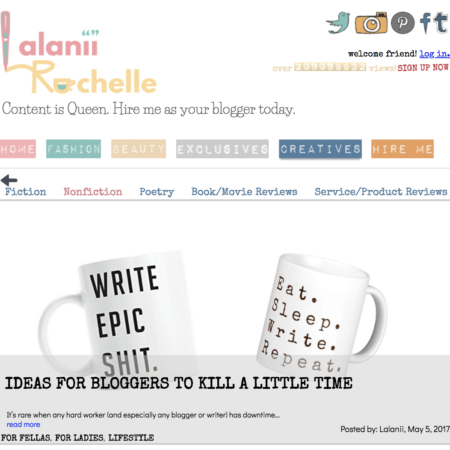 Lalanii
Rochelle
welcome friend! log in.
views! SIGN UP NOW
over
Content is Queen. Hire me as your blogger today.
HOME FASHION BEAUTY EXCLUSIVES CREATIVES HIRE ME
Fiction Nonfiction Poetry Book/Movie Reviews Service/Product Reviews
WRITE
EPIC
SHIT.
Eat.
Sleep.
Write.
Repeat.
IDEAS FOR BLOGGERS TO KILL A LITTLE TIME
It's rare when any hard worker (and especially any blogger or writer) has downtime...
read more
Posted by: Lalanii, May 5, 2017
FOR FELLAS, FOR LADIES, LIFESTYLE